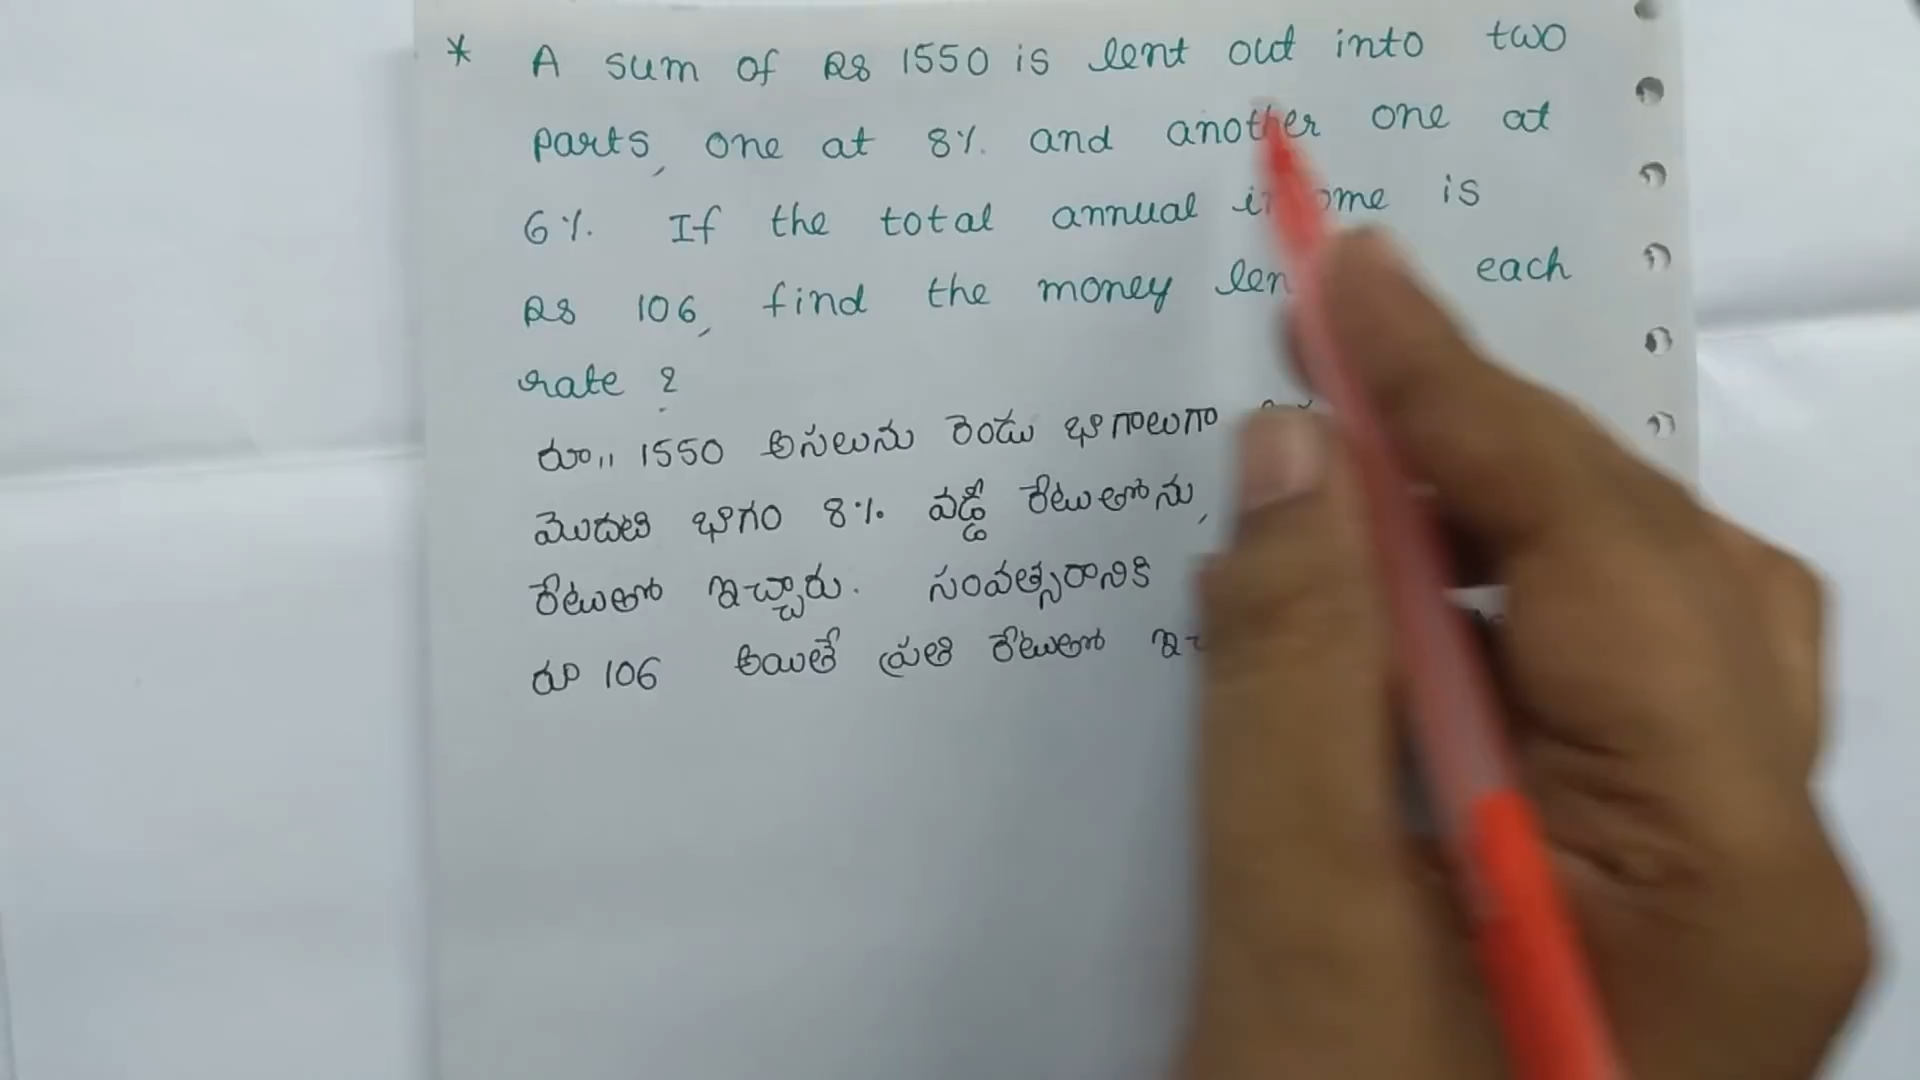 * A sum of Rs 1550 is lent out into two
parts, one at 8% and another one at
6%. If the total annual income is
Rs 106, find the money each
rate ?
రూ॥ 1550 అసలును రెండు భాగాలుగా
మొదటి భాగం 8% వడ్డీ రేటుతోను,
రేటుతో ఇచ్చారు. సంవత్సరానికి
రూ 106 అయితే ప్రతి రేటుతో